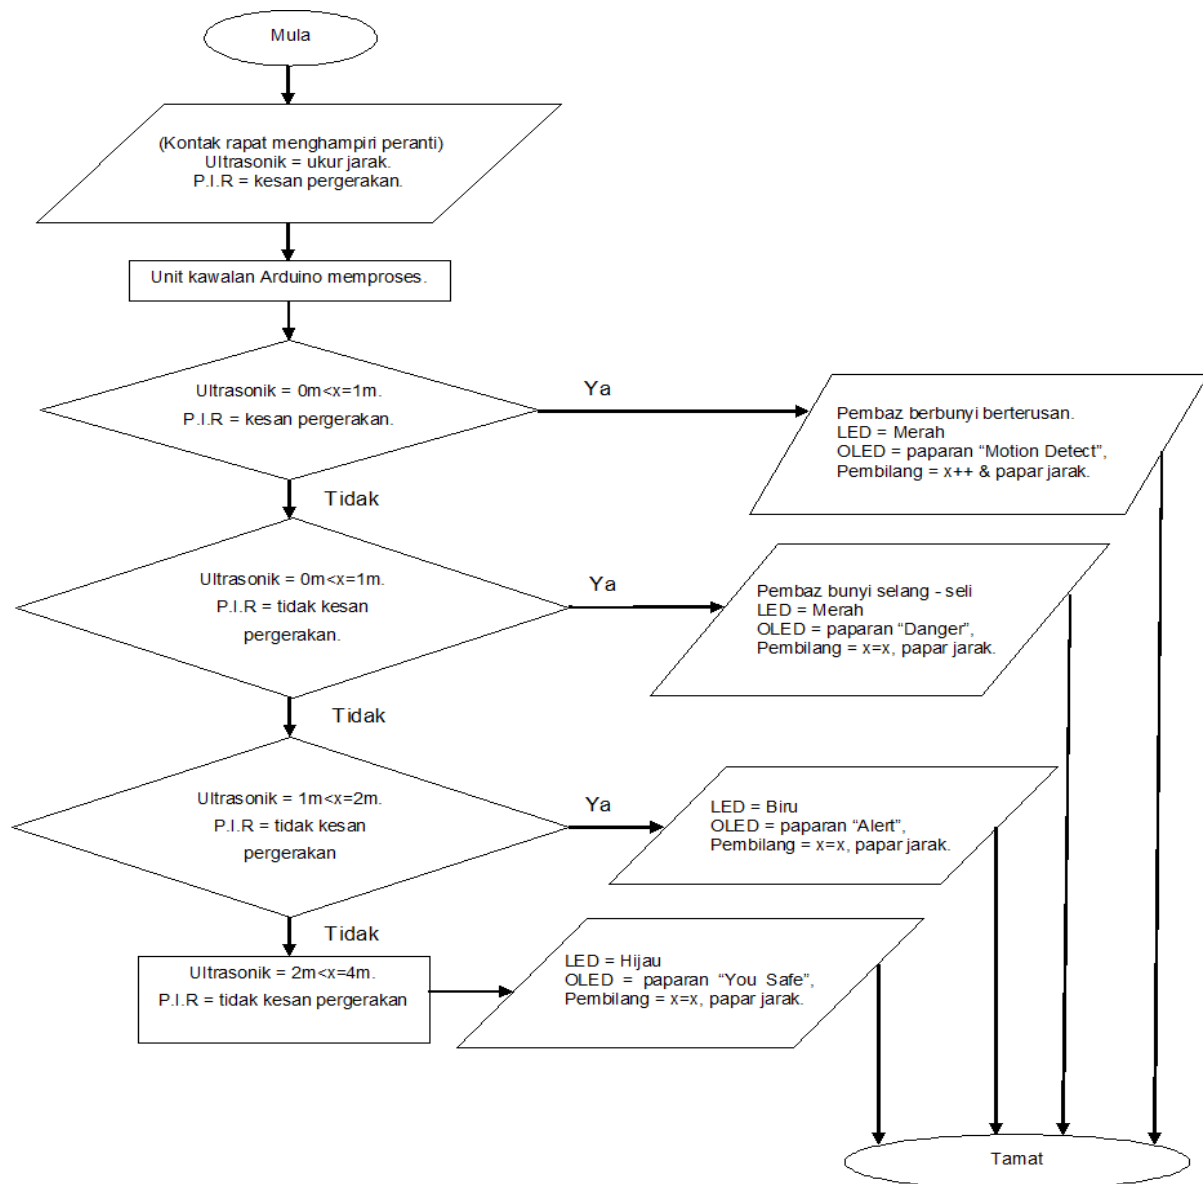 Mula
(Kontak rapat menghampiri peranti)
Ultrasonik = ukur jarak.
P.I.R = kesan pergerakan.
Unit kawalan Arduino memproses.
Ultrasonik = 0m<x=1m.
P.I.R = kesan pergerakan.
Ya
Pembaz berbunyi berterusan.
LED = Merah
OLED = paparan “Motion Detect”,
Pembilang = x++ & papar jarak.
Tidak
Ultrasonik = 0m<x=1m.
P.I.R = tidak kesan
pergerakan.
Ya
Pembaz bunyi selang - seli
LED = Merah
OLED = paparan “Danger”,
Pembilang = x=x, papar jarak.
Tidak
Ultrasonik = 1m<x=2m.
P.I.R = tidak kesan
pergerakan
Ya
LED = Biru
OLED = paparan “Alert”,
Pembilang = x=x, papar jarak.
Tidak
Ultrasonik = 2m<x=4m.
P.I.R = tidak kesan pergerakan
LED = Hijau
OLED = paparan “You Safe”,
Pembilang = x=x, papar jarak.
Tamat